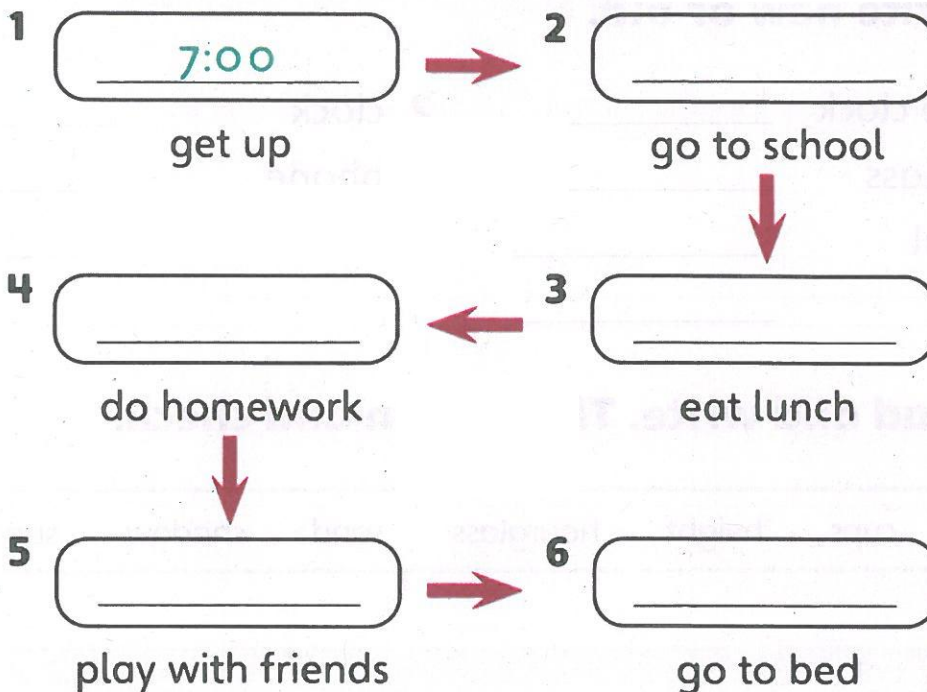 1 7:00
get up
2
go to school
3
eat lunch
4
do homework
5
play with friends
6
go to bed